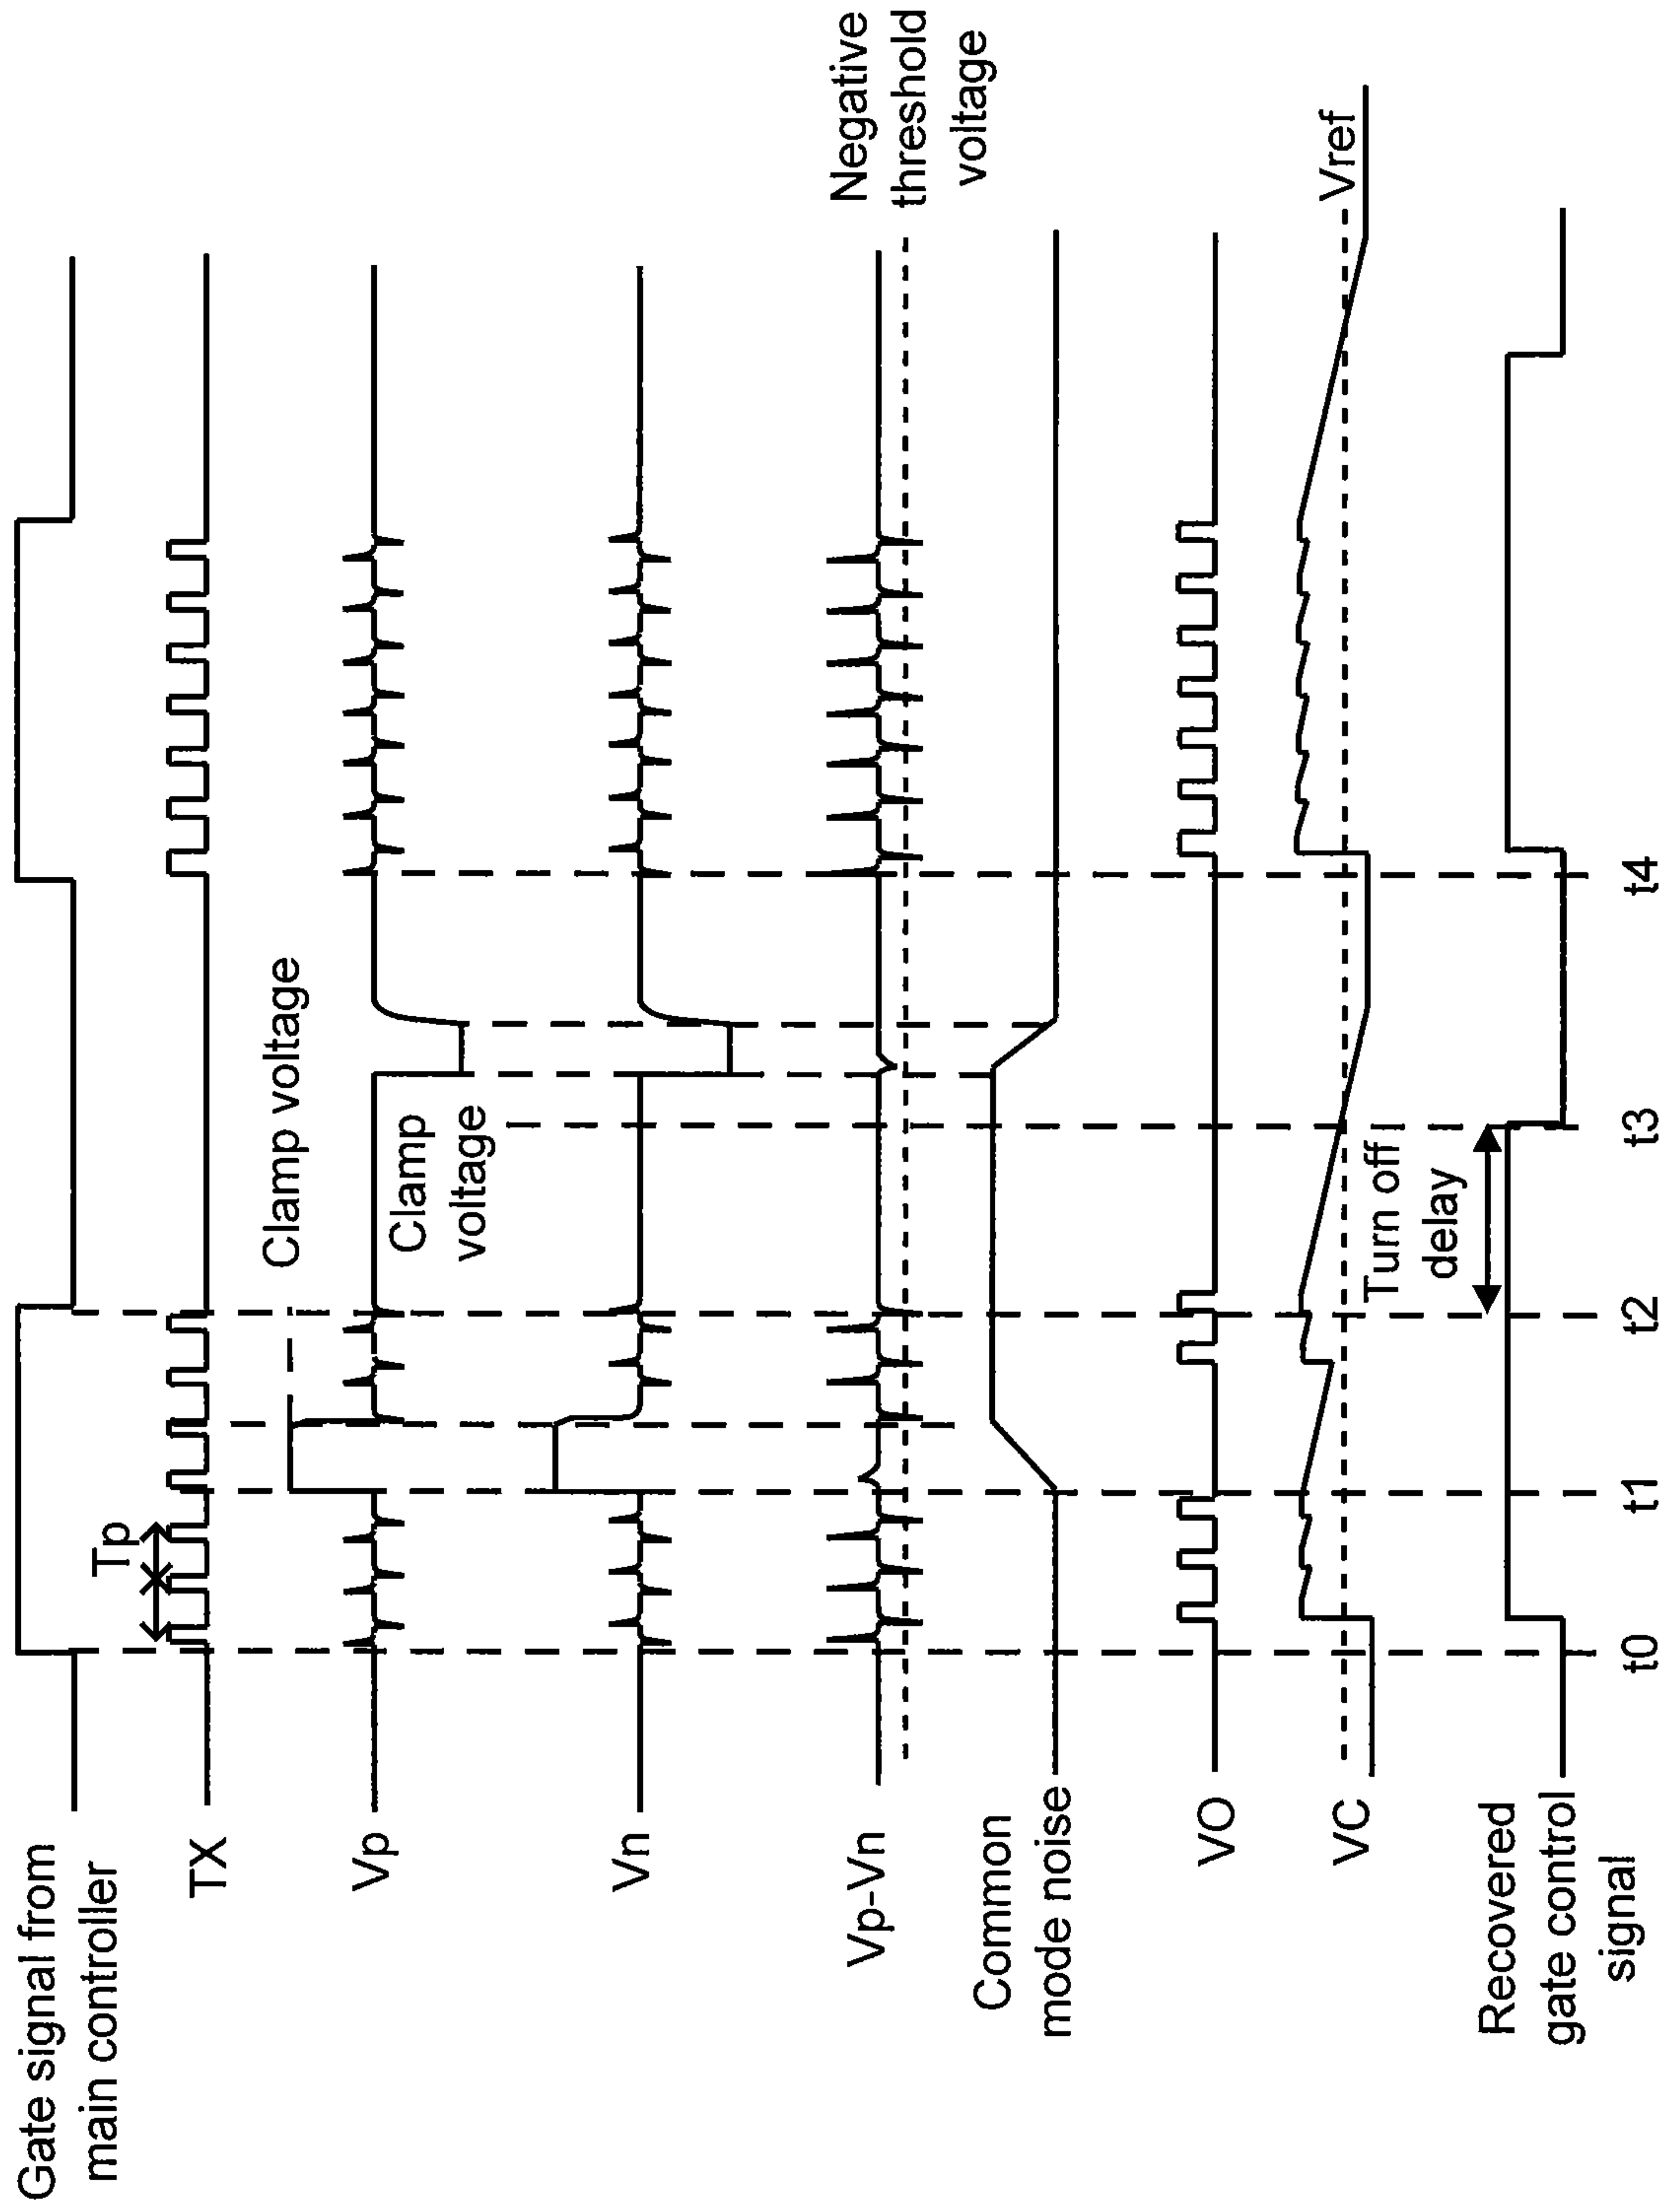 Gate signal from
main controller
Tp
TX
Clamp voltage
Vp
Clamp
voltage
Vn
Negative
threshold
voltage
Vp-Vn
Common
mode noise
VO
Vref
VC
Turn off
delay
Recovered
gate control
signal
t0
t1
t2
t3
t4